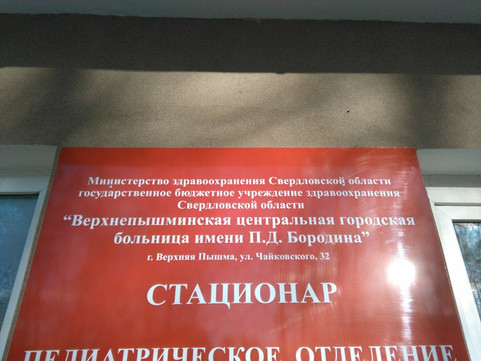 Министерство здравоохранения Свердловской области
государственное бюджетное учреждение здравоохранения
Свердловской области
“Верхнепышминская центральная городская
больница имени П.Д. Бородина”
г. Верхняя Пышма, ул. Чайковского, 32
СТАЦИОНАР
ПЕДИАТРИЧЕСКОЕ ОТДЕЛЕНИЕ